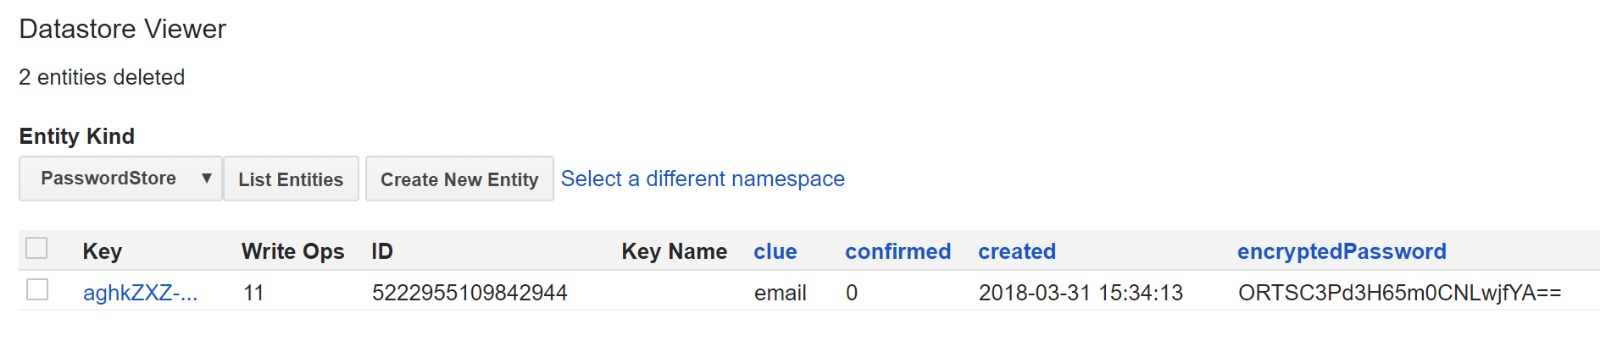 Datastore Viewer
2 entities deleted
Entity Kind
PasswordStore ▼ List Entities Create New Entity Select a different namespace
Key Write Ops ID Key Name clue confirmed created encryptedPassword
aghkZXZ-... 11 5222955109842944 email 0 2018-03-31 15:34:13 ORTSC3Pd3H65m0CNLwjfYA==